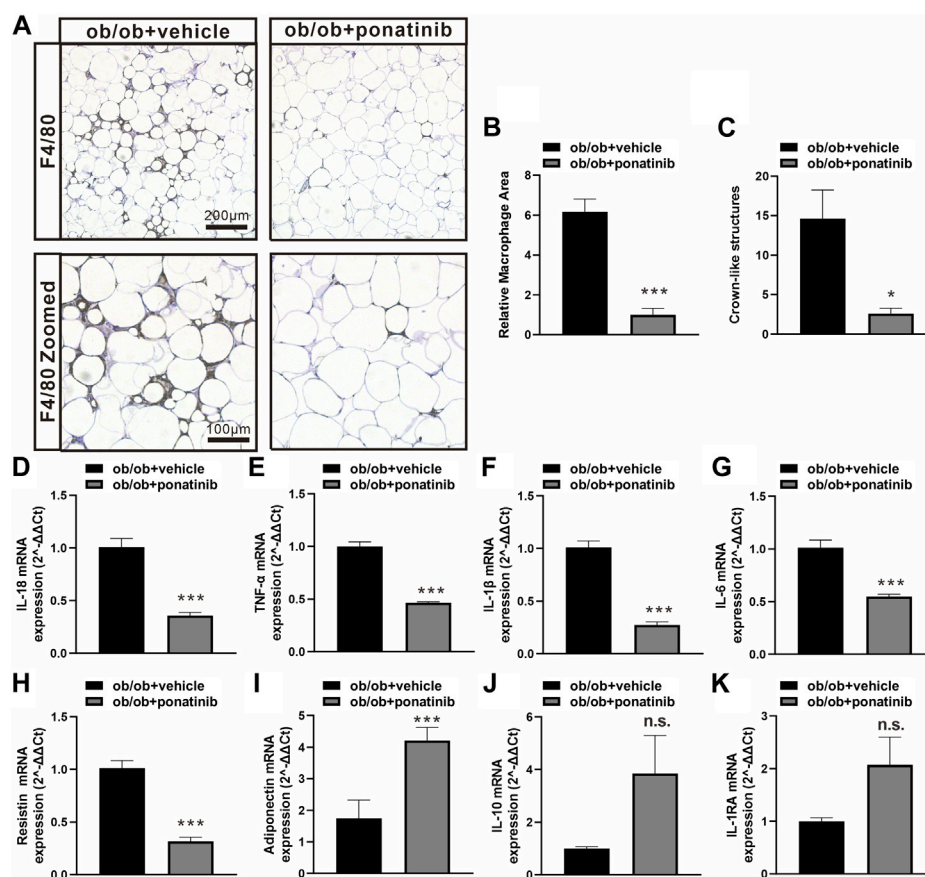 A
ob/ob+vehicle
ob/ob+ponatinib
F4/80
200μm
F4/80 Zoomed
100μm
B
ob/ob+vehicle
ob/ob+ponatinib
Relative Macrophage Area
8
6
4
2
0
***
C
ob/ob+vehicle
ob/ob+ponatinib
Crown-like structures
20
15
10
5
0
*
D
ob/ob+vehicle
ob/ob+ponatinib
IL-18 mRNA
expression (2^-ΔΔCt)
1.5
1.0
0.5
0.0
***
E
ob/ob+vehicle
ob/ob+ponatinib
TNF-α mRNA
expression (2^-ΔΔCt)
1.5
1.0
0.5
0.0
***
F
ob/ob+vehicle
ob/ob+ponatinib
IL-1β mRNA
expression (2^-ΔΔCt)
1.5
1.0
0.5
0.0
***
G
ob/ob+vehicle
ob/ob+ponatinib
IL-6 mRNA
expression (2^-ΔΔCt)
1.5
1.0
0.5
0.0
***
H
ob/ob+vehicle
ob/ob+ponatinib
Resistin mRNA
expression (2^-ΔΔCt)
1.5
1.0
0.5
0.0
***
I
ob/ob+vehicle
ob/ob+ponatinib
Adiponectin mRNA
expression (2^-ΔΔCt)
5
4
3
2
1
0
***
J
ob/ob+vehicle
ob/ob+ponatinib
IL-10 mRNA
expression (2^-ΔΔCt)
6
4
2
0
n.s.
K
ob/ob+vehicle
ob/ob+ponatinib
IL-1RA mRNA
expression (2^-ΔΔCt)
3
2
1
0
n.s.